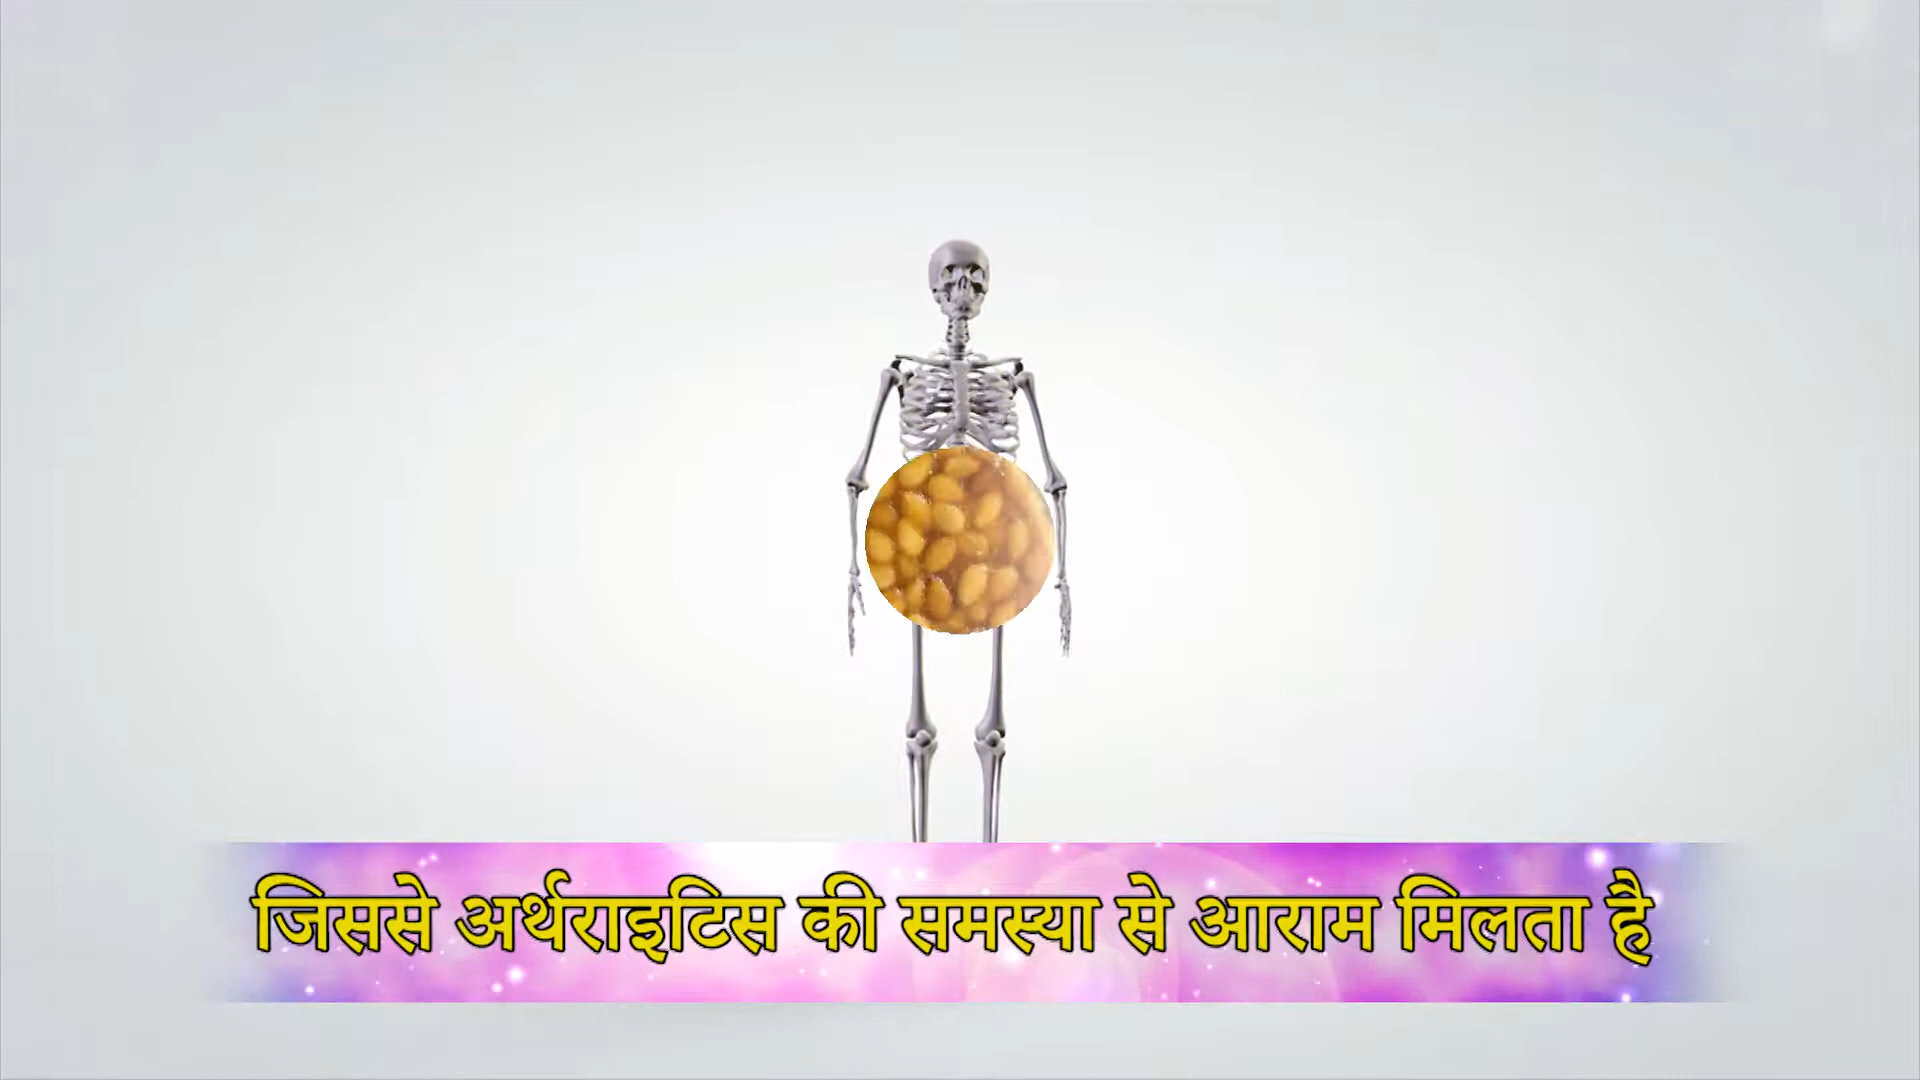 जिससे अर्थराइटिस की समस्या से आराम मिलता है